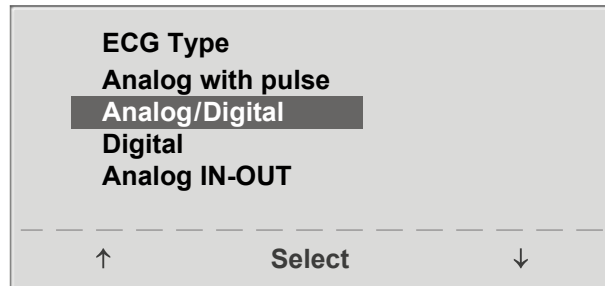 ECG Type
Analog with pulse
Analog/Digital
Digital
Analog IN-OUT
↑ Select ↓